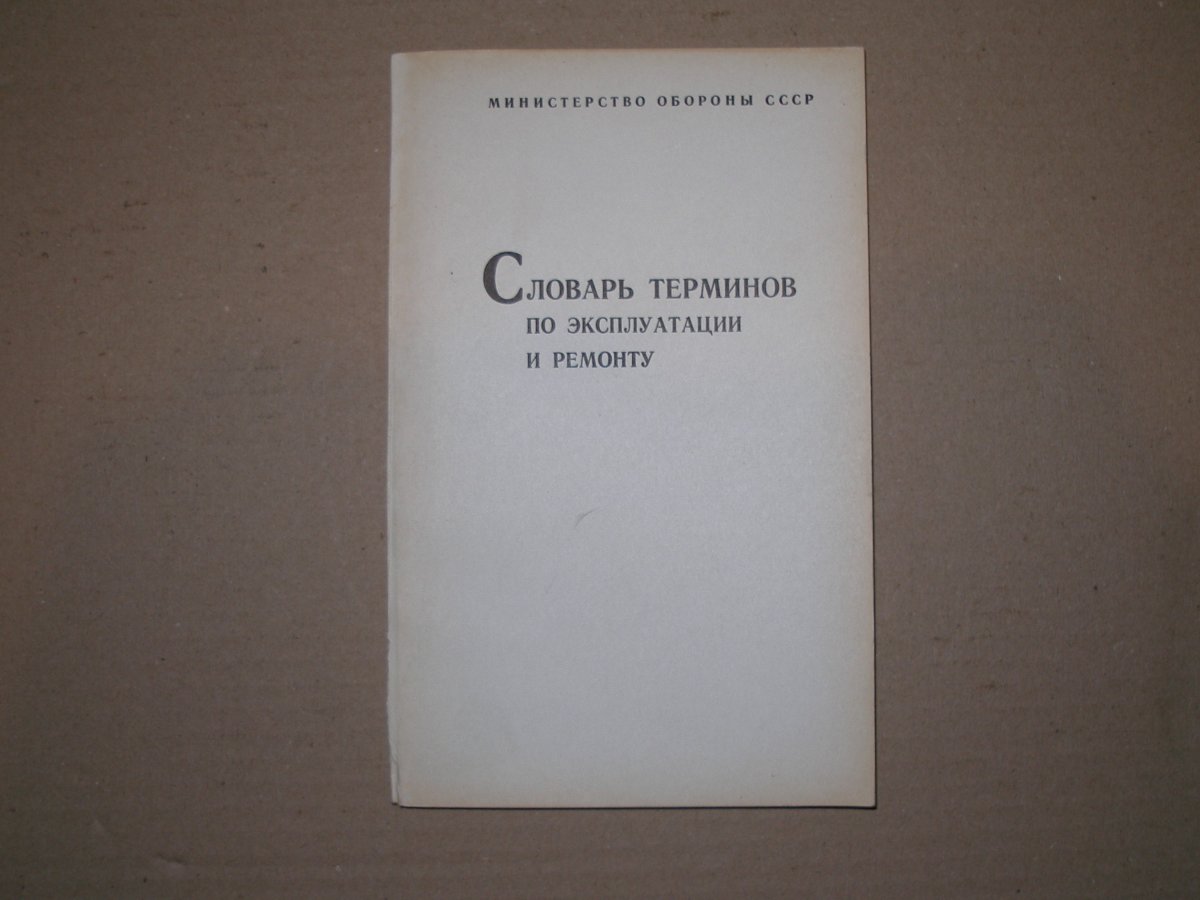 МИНИСТЕРСТВО ОБОРОНЫ СССР
СЛОВАРЬ ТЕРМИНОВ
ПО ЭКСПЛУАТАЦИИ
И РЕМОНТУ